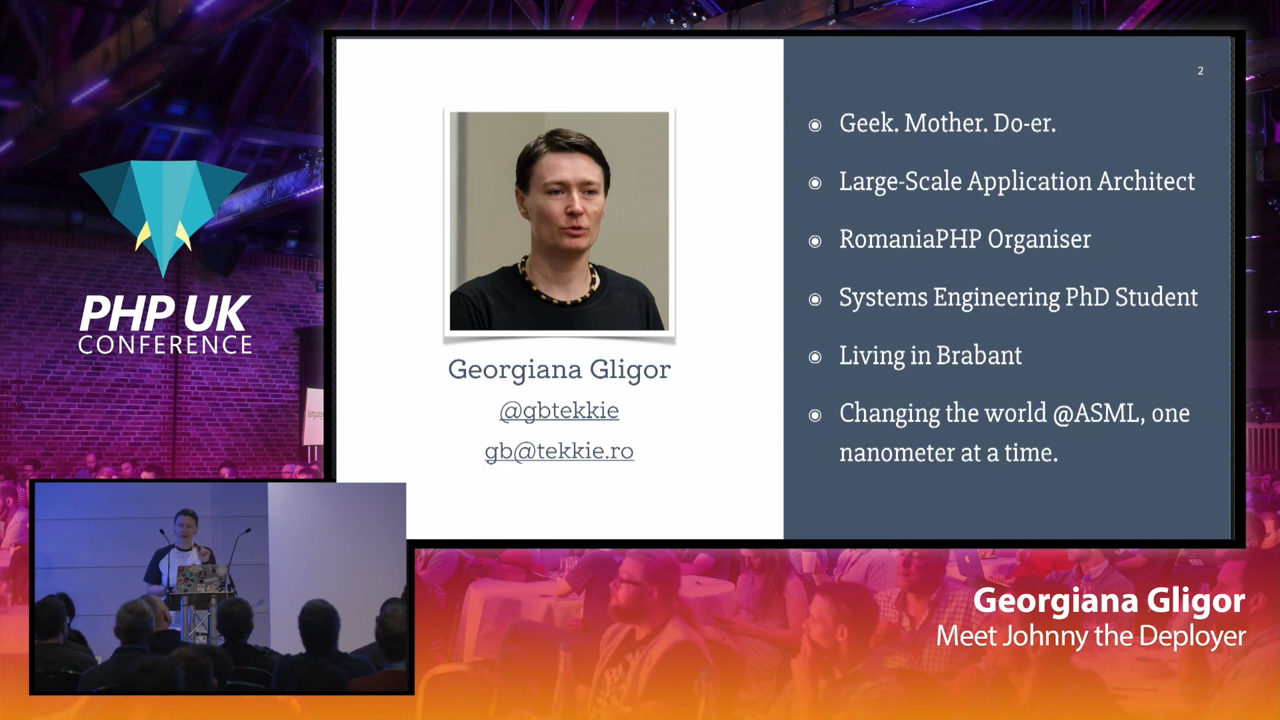 PHP UK
CONFERENCE
2
Georgiana Gligor
@gbtekkie
gb@tekkie.ro
Geek. Mother. Do-er.
Large-Scale Application Architect
RomaniaPHP Organiser
Systems Engineering PhD Student
Living in Brabant
Changing the world @ASML, one
nanometer at a time.
Georgiana Gligor
Meet Johnny the Deployer